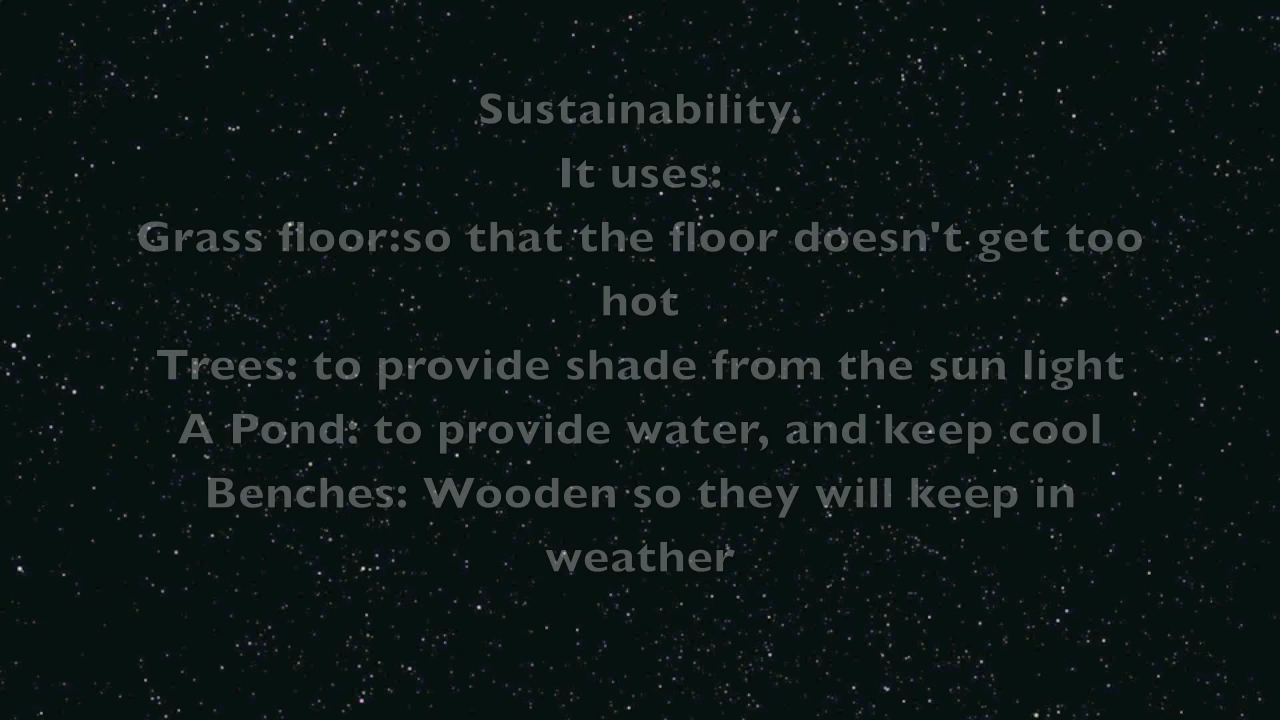 Sustainability.
It uses:
Grass floor:so that the floor doesn't get too
hot
Trees: to provide shade from the sun light
A Pond: to provide water, and keep cool
Benches: Wooden so they will keep in
weather